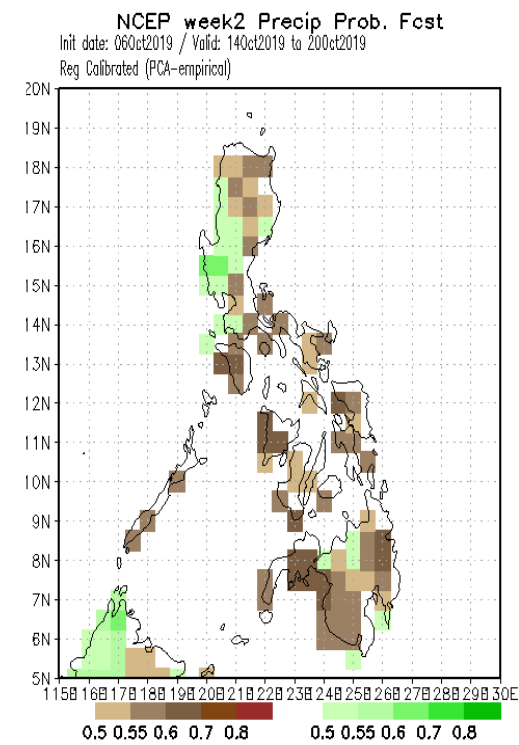 NCEP week2 Precip Prob. Fcst
Init date: 06Oct2019 / Valid: 14Oct2019 to 20Oct2019
Reg Calibrated (PCA-empirical)
20N
19N
18N
17N
16N
15N
14N
13N
12N
11N
10N
9N
8N
7N
6N
5N
115E 116E 117E 118E 119E 120E 121E 122E 123E 124E 125E 126E 127E 128E 129E 130E
0.5 0.55 0.6 0.7 0.8 0.5 0.55 0.6 0.7 0.8